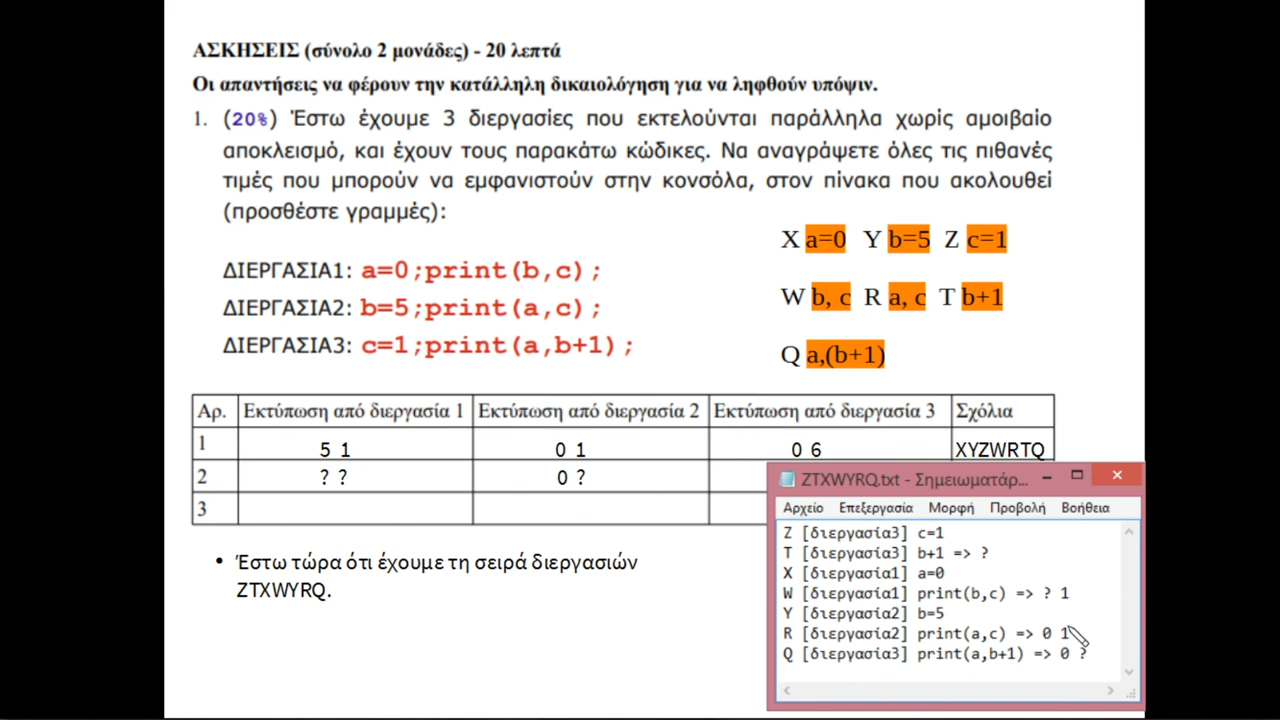 ΑΣΚΗΣΕΙΣ (σύνολο 2 μονάδες) - 20 λεπτά
Οι απαντήσεις να φέρουν την κατάλληλη δικαιολόγηση για να ληφθούν υπόψιν.
1. (20%) Έστω έχουμε 3 διεργασίες που εκτελούνται παράλληλα χωρίς αμοιβαίο
αποκλεισμό, και έχουν τους παρακάτω κώδικες. Να αναγράψετε όλες τις πιθανές
τιμές που μπορούν να εμφανιστούν στην κονσόλα, στον πίνακα που ακολουθεί
(προσθέστε γραμμές):
X a=0 Y b=5 Z c=1
ΔΙΕΡΓΑΣΙΑ1: a=0;print(b,c);
W b, c R a, c T b+1
ΔΙΕΡΓΑΣΙΑ2: b=5;print(a,c);
ΔΙΕΡΓΑΣΙΑ3: c=1;print(a,b+1);
Q a,(b+1)
Αρ. Εκτύπωση από διεργασία 1 Εκτύπωση από διεργασία 2 Εκτύπωση από διεργασία 3 Σχόλια
1 5 1 0 1 0 6 XYZWRTQ
2 ? ? 0 ?
3
• Έστω τώρα ότι έχουμε τη σειρά διεργασιών
ZTXWYRQ.
ZTXWYRQ.txt - Σημειωματάρ...
Αρχείο Επεξεργασία Μορφή Προβολή Βοήθεια
Z [διεργασία3] c=1
T [διεργασία3] b+1 => ?
X [διεργασία1] a=0
W [διεργασία1] print(b,c) => ? 1
Y [διεργασία2] b=5
R [διεργασία2] print(a,c) => 0 1
Q [διεργασία3] print(a,b+1) => 0 ?